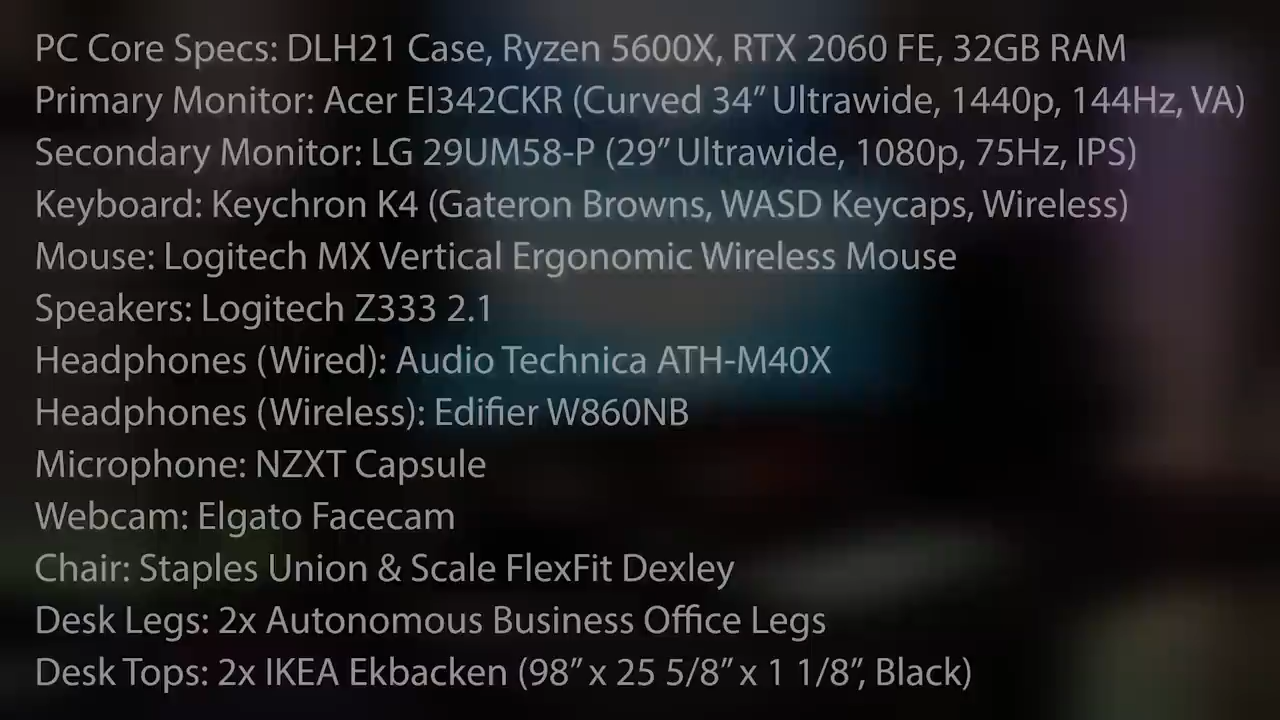 PC Core Specs: DLH21 Case, Ryzen 5600X, RTX 2060 FE, 32GB RAM
Primary Monitor: Acer EI342CKR (Curved 34” Ultrawide, 1440p, 144Hz, VA)
Secondary Monitor: LG 29UM58-P (29” Ultrawide, 1080p, 75Hz, IPS)
Keyboard: Keychron K4 (Gateron Browns, WASD Keycaps, Wireless)
Mouse: Logitech MX Vertical Ergonomic Wireless Mouse
Speakers: Logitech Z333 2.1
Headphones (Wired): Audio Technica ATH-M40X
Headphones (Wireless): Edifier W860NB
Microphone: NZXT Capsule
Webcam: Elgato Facecam
Chair: Staples Union & Scale FlexFit Dexley
Desk Legs: 2x Autonomous Business Office Legs
Desk Tops: 2x IKEA Ekbacken (98” x 25 5/8” x 1 1/8”, Black)